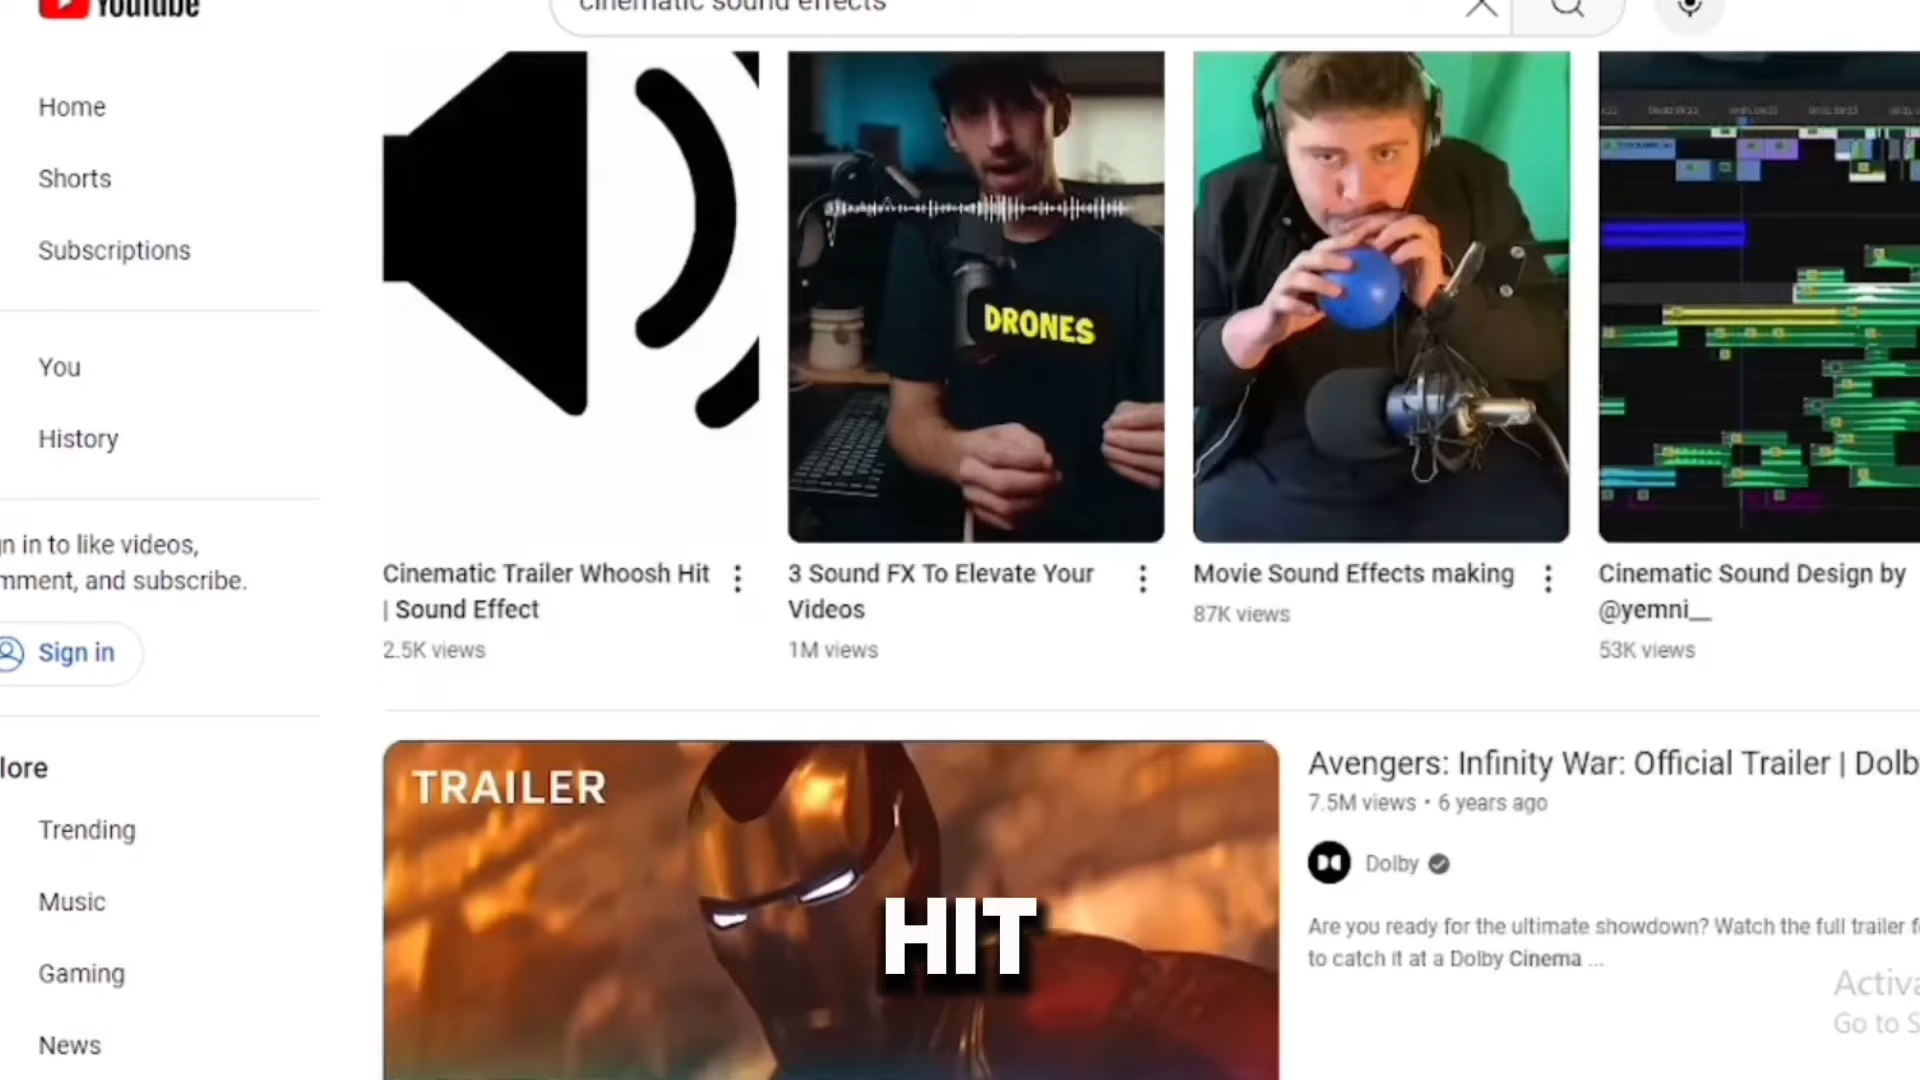 YouTube
cinematic sound effects
Home
Shorts
Subscriptions
You
History
n in to like videos,
mment, and subscribe.
Sign in
lore
Trending
Music
Gaming
News
DRONES
Cinematic Trailer Whoosh Hit
| Sound Effect
2.5K views
3 Sound FX To Elevate Your
Videos
1M views
Movie Sound Effects making
87K views
Cinematic Sound Design by
@yemni__
53K views
TRAILER
HIT
Avengers: Infinity War: Official Trailer | Dolb
7.5M views • 6 years ago
Dolby
Are you ready for the ultimate showdown? Watch the full trailer f
to catch it at a Dolby Cinema ...
Activa
Go to S